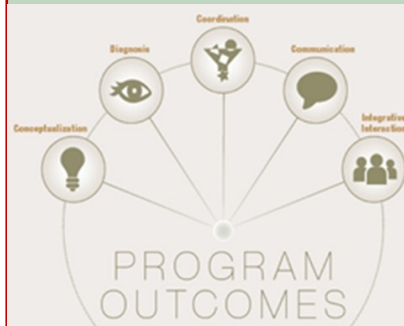 Coordination
Diagnosis
Communication
Conceptualization
Integrative
Interaction
PROGRAM
OUTCOMES